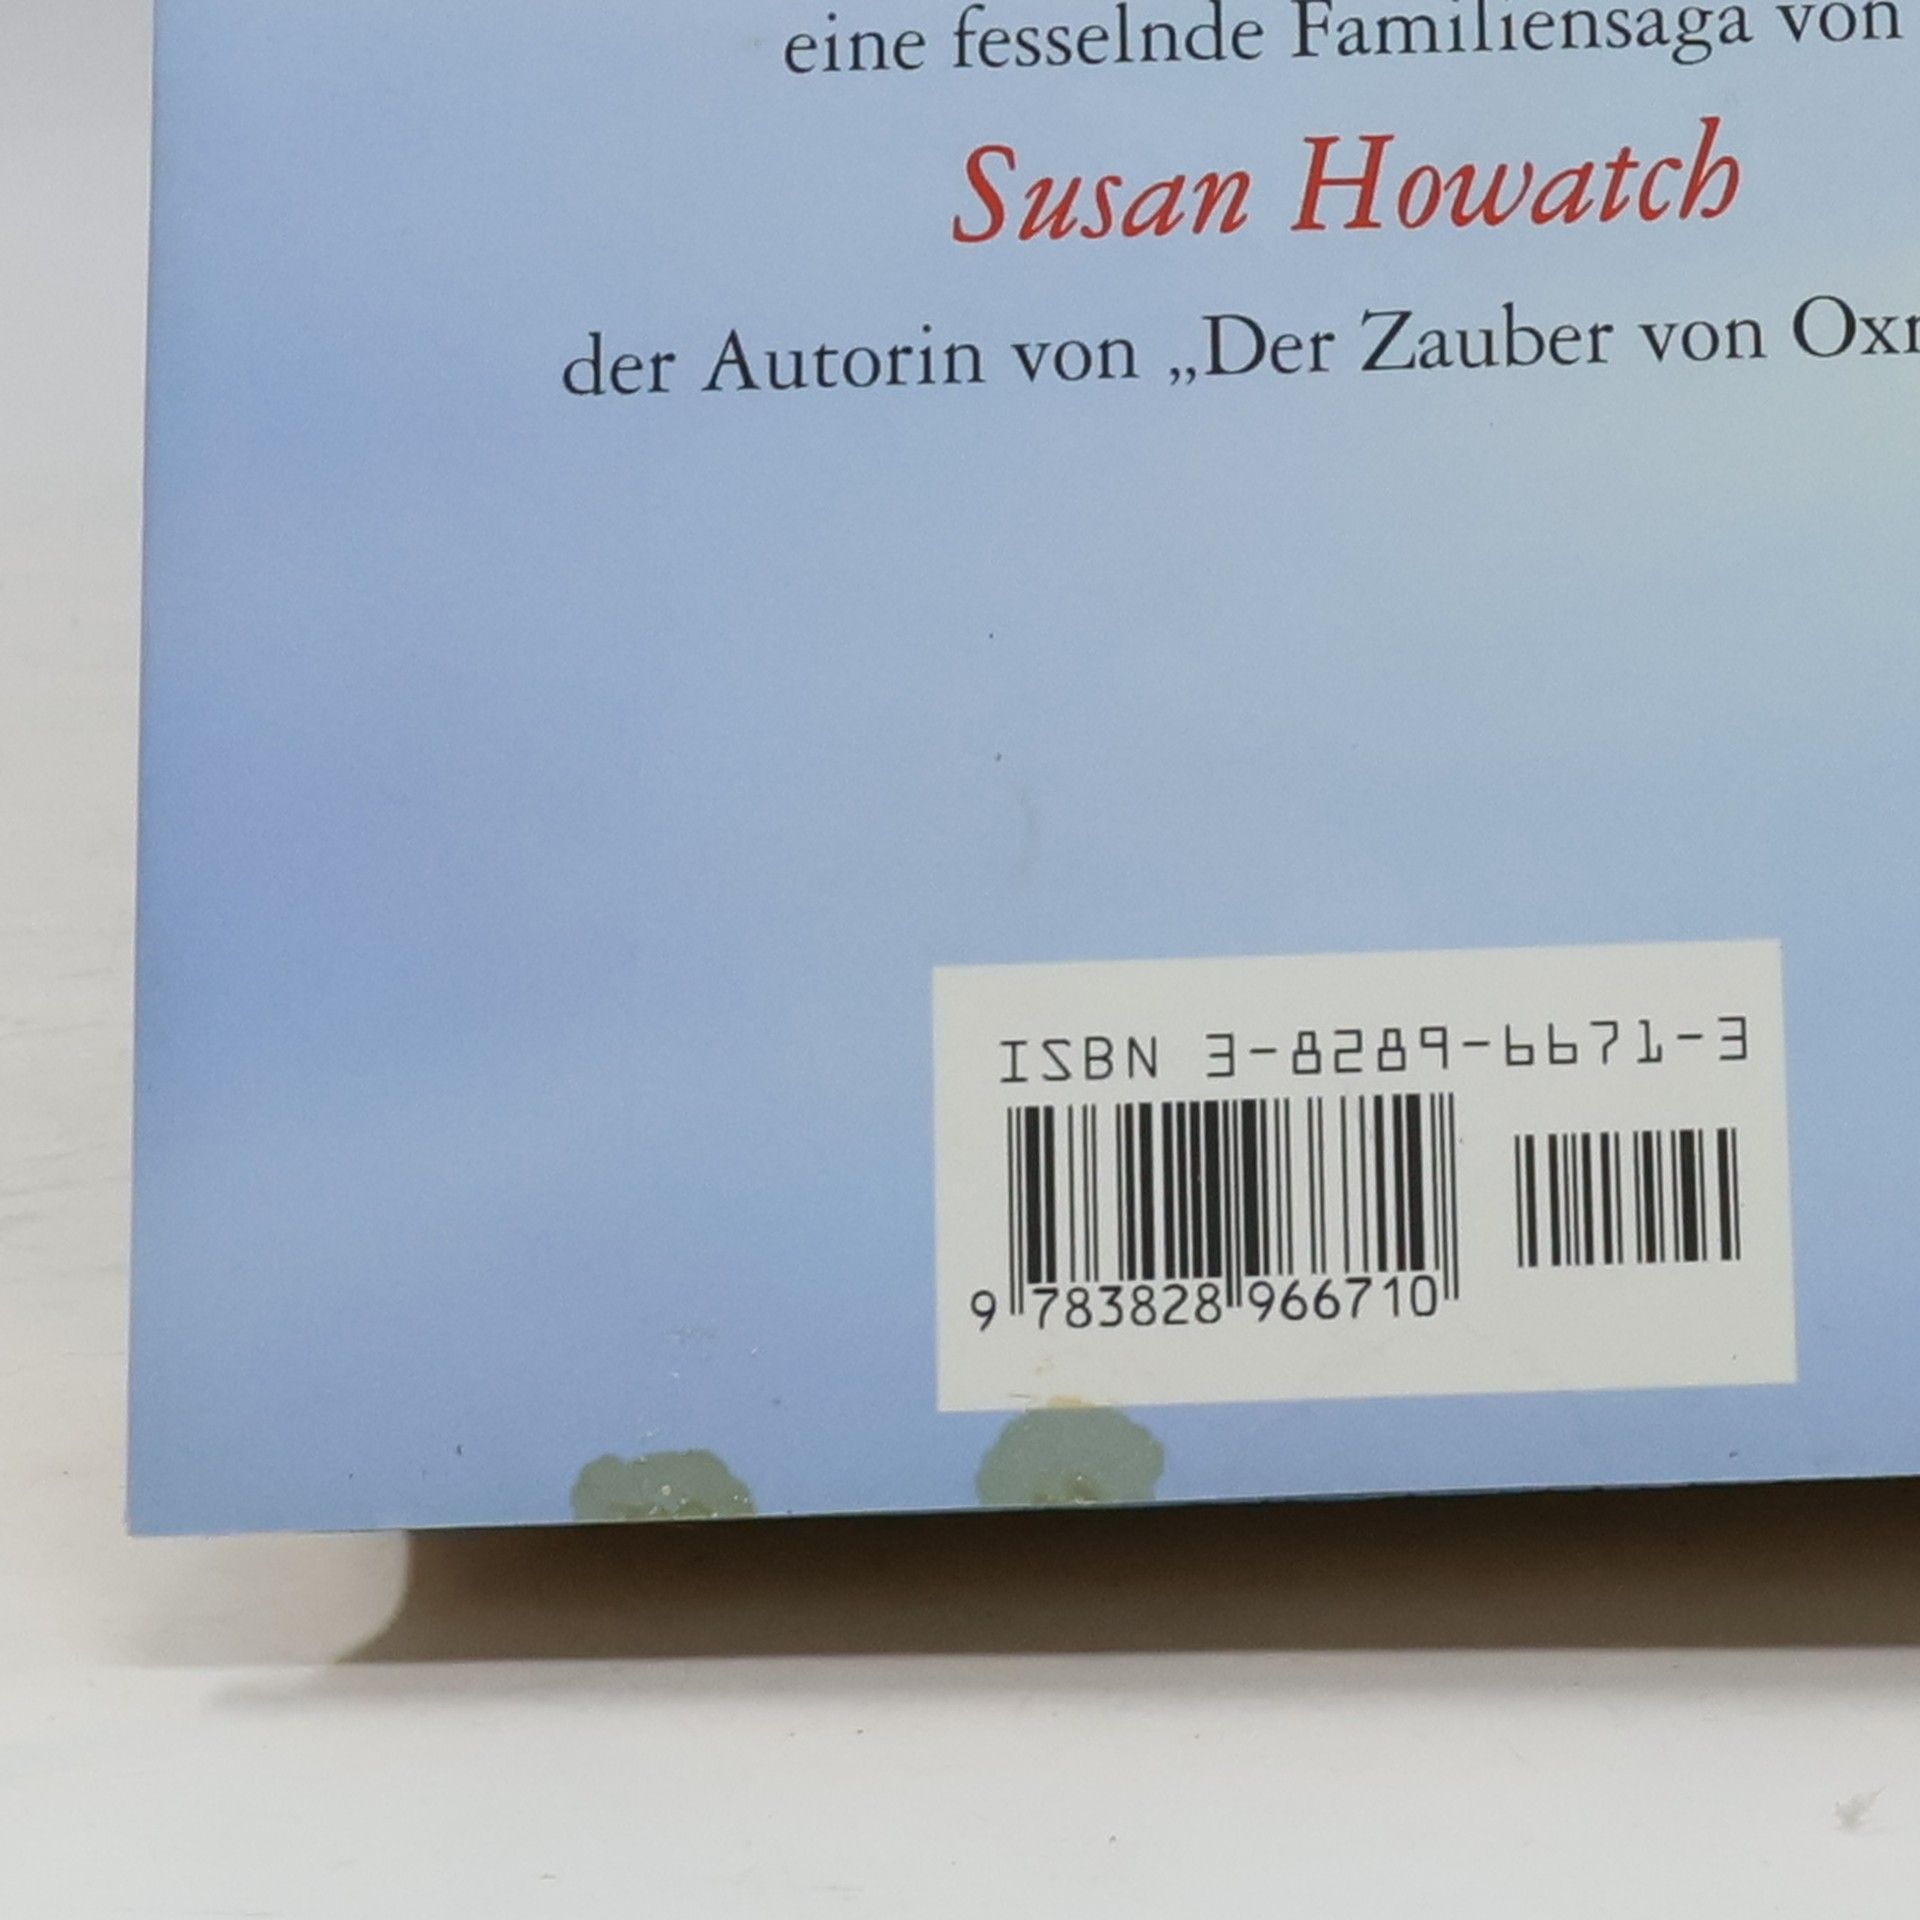 eine fesselnde Familiensaga von
Susan Howatch
der Autorin von „Der Zauber von
ISBN 3-8289-6671-3
9 783828 966710